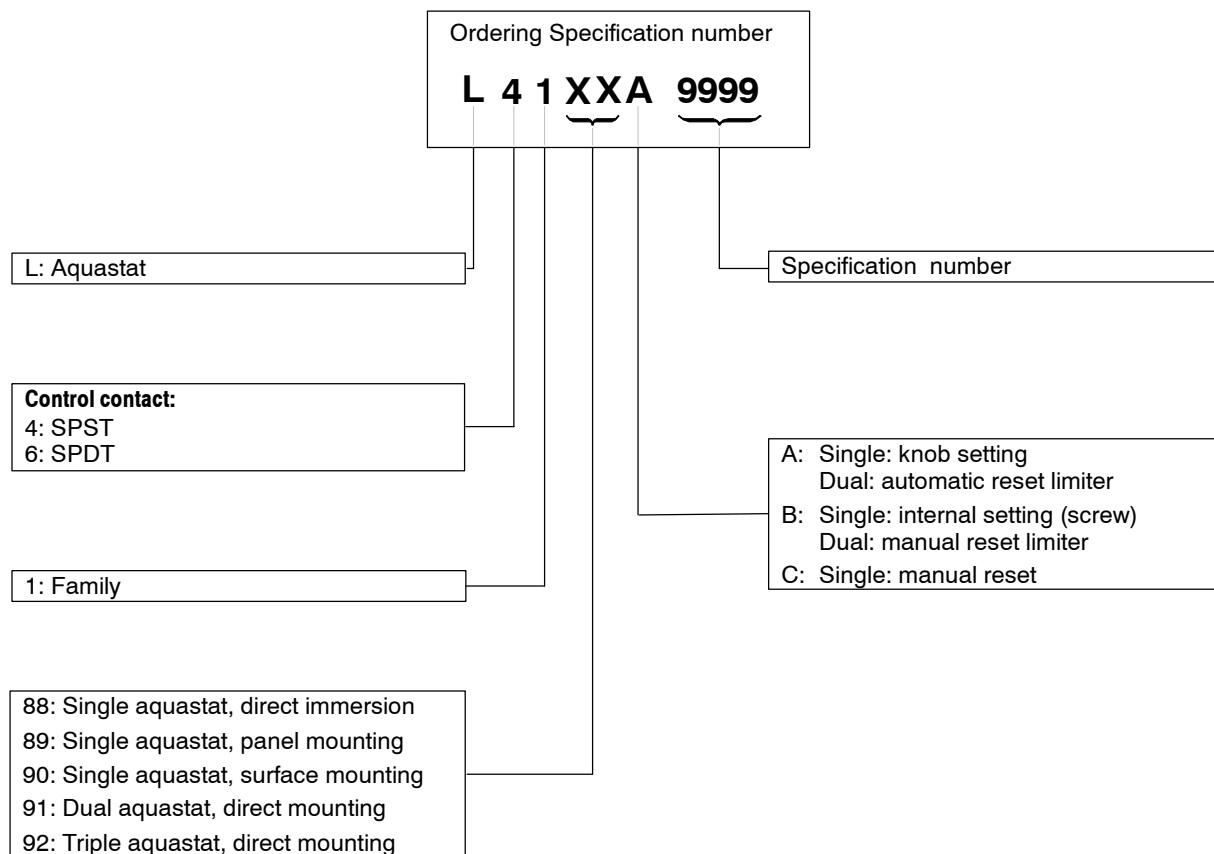 Ordering Specification number
L 4 1 XX A 9999
L: Aquastat
Specification number
Control contact:
4: SPST
6: SPDT
A: Single: knob setting
Dual: automatic reset limiter
B: Single: internal setting (screw)
Dual: manual reset limiter
C: Single: manual reset
1: Family
88: Single aquastat, direct immersion
89: Single aquastat, panel mounting
90: Single aquastat, surface mounting
91: Dual aquastat, direct mounting
92: Triple aquastat, direct mounting